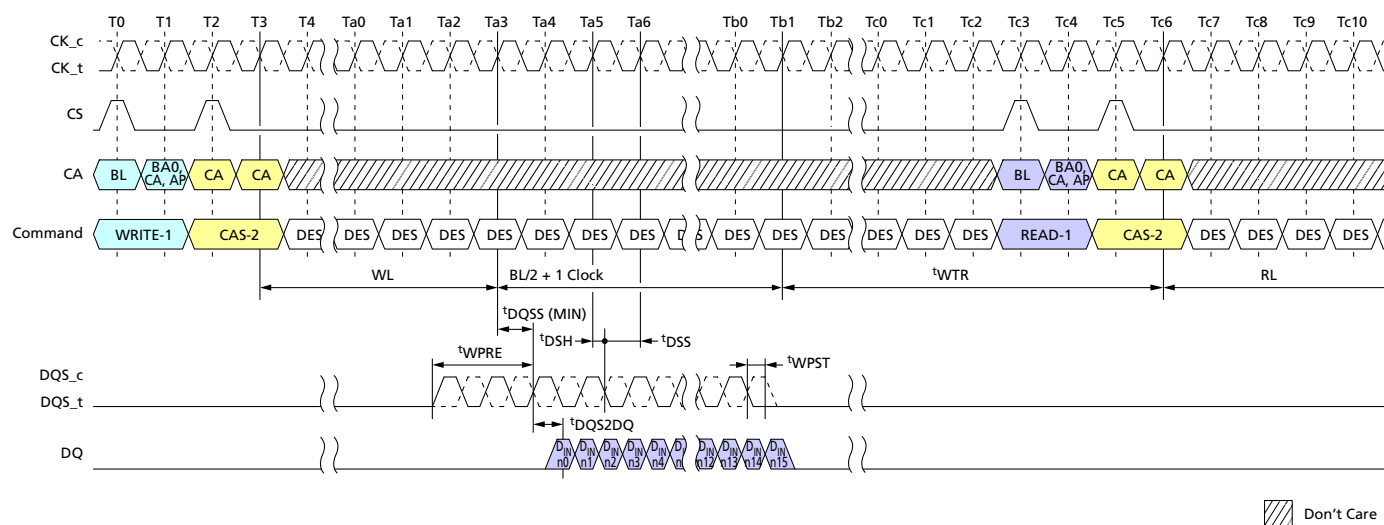 T0 T1 T2 T3 T4 Ta0 Ta1 Ta2 Ta3 Ta4 Ta5 Ta6 Tb0 Tb1 Tb2 Tc0 Tc1 Tc2 Tc3 Tc4 Tc5 Tc6 Tc7 Tc8 Tc9 Tc10
CK_c
CK_t
CS
CA BL BA0, CA, AP CA CA BL BA0, CA, AP CA CA
Command WRITE-1 CAS-2 DES DES DES DES DES DES DES DES DES DES DES DES DES DES DES READ-1 CAS-2 DES DES DES DES
WL BL/2 + 1 Clock tWTR RL
tDQSS (MIN)
tDSH tDSS
tWPRE tWPST
DQS_c
DQS_t
tDQS2DQ
DQ DIN n0 DIN n1 DIN n2 DIN n3 DIN n4 DIN n12 DIN n13 DIN n14 DIN n15
Don't Care